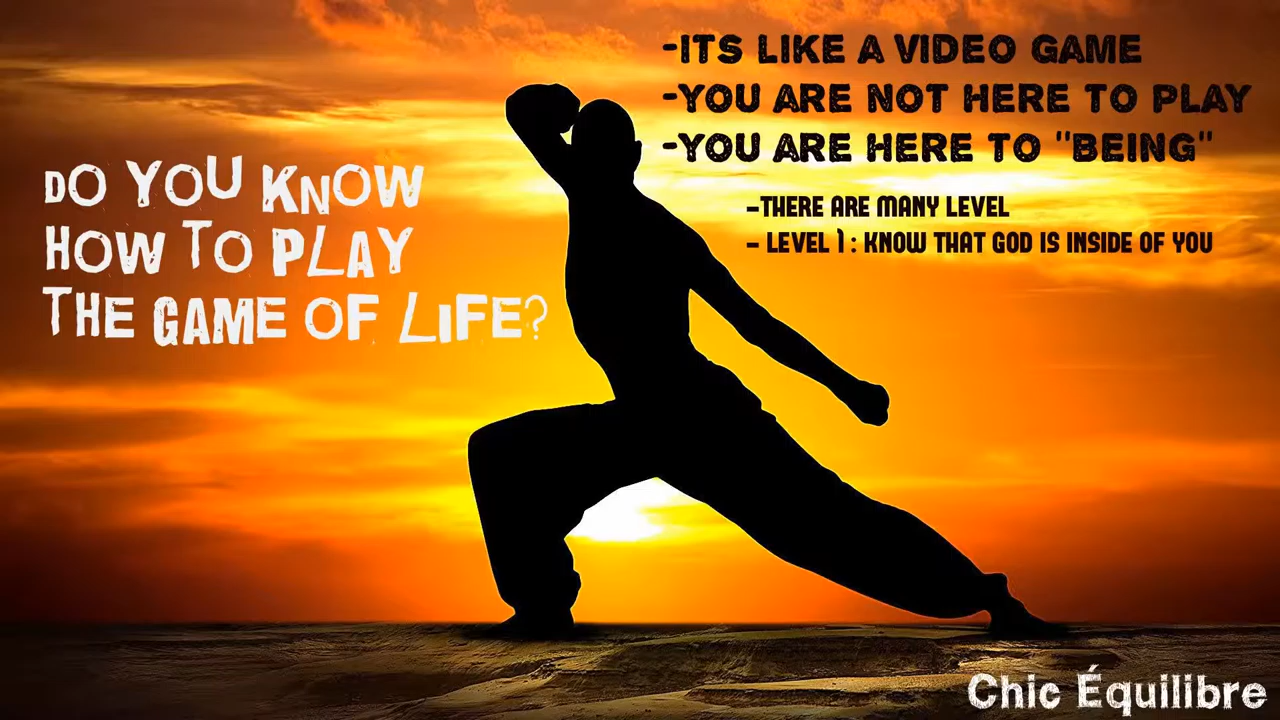 DO YOU KNOW
HOW TO PLAY
THE GAME OF LIFE?
-ITS LIKE A VIDEO GAME
-YOU ARE NOT HERE TO PLAY
-YOU ARE HERE TO "BEING"
-THERE ARE MANY LEVEL
- LEVEL 1 : KNOW THAT GOD IS INSIDE OF YOU
Chic Équilibre